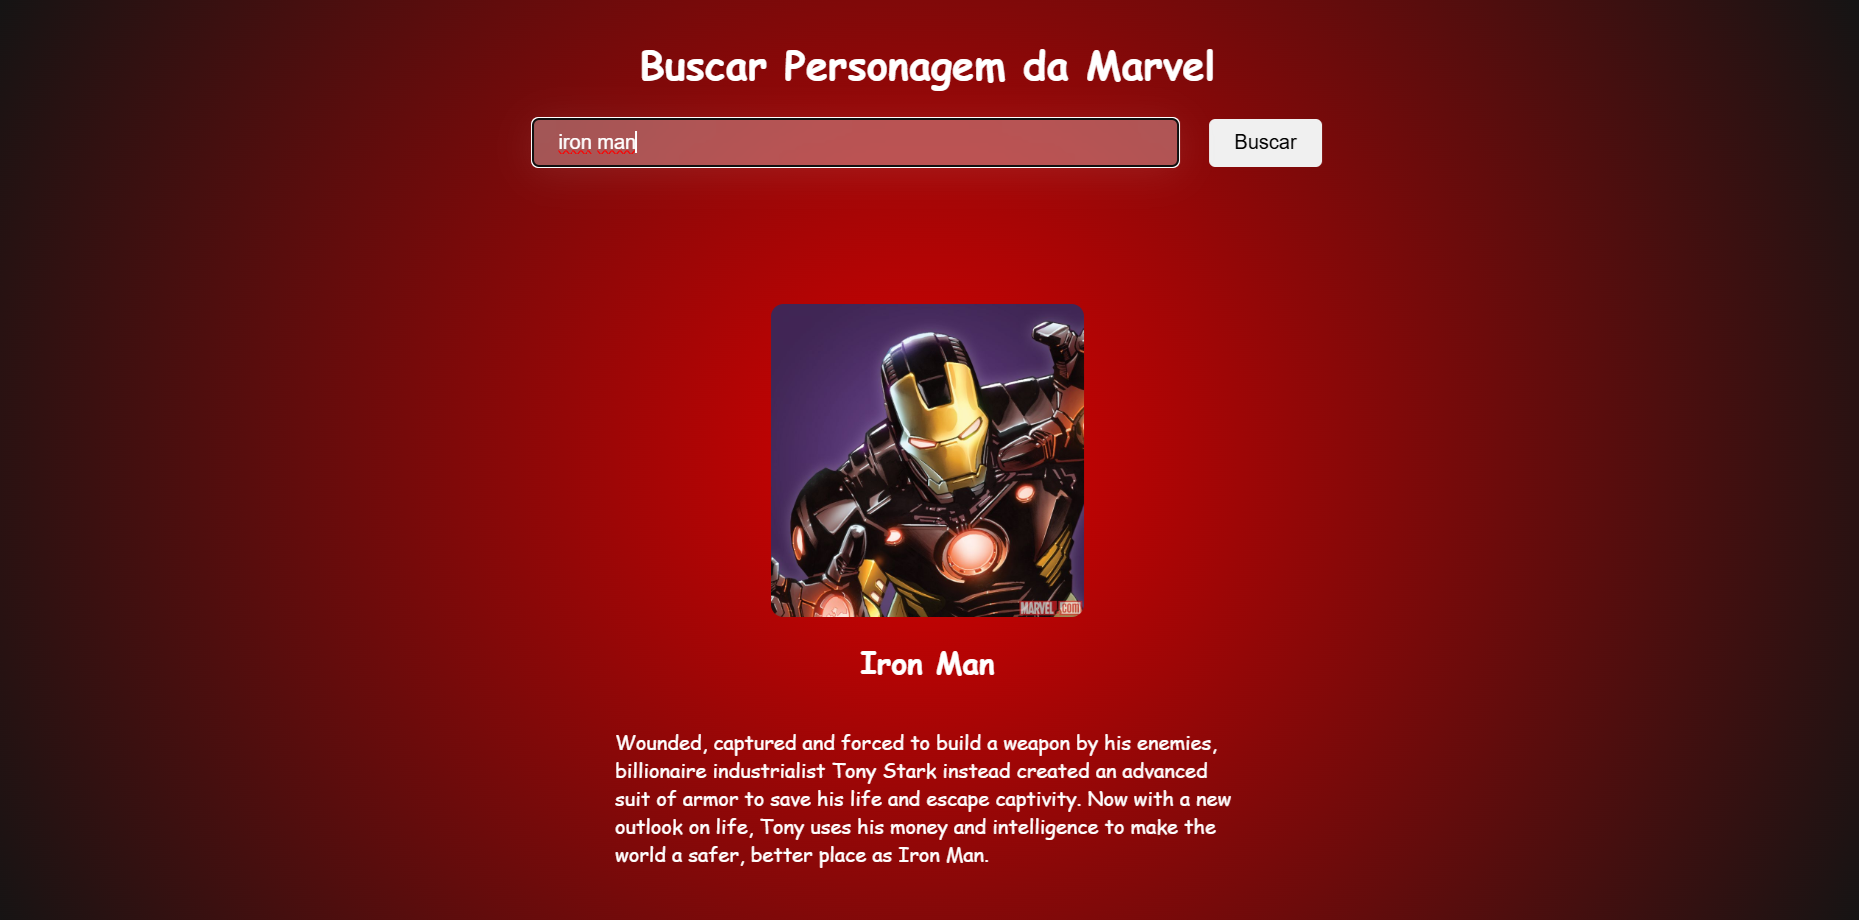 Buscar Personagem da Marvel
iron man
Buscar
MARVEL .com
Iron Man
Wounded, captured and forced to build a weapon by his enemies,
billionaire industrialist Tony Stark instead created an advanced
suit of armor to save his life and escape captivity. Now with a new
outlook on life, Tony uses his money and intelligence to make the
world a safer, better place as Iron Man.